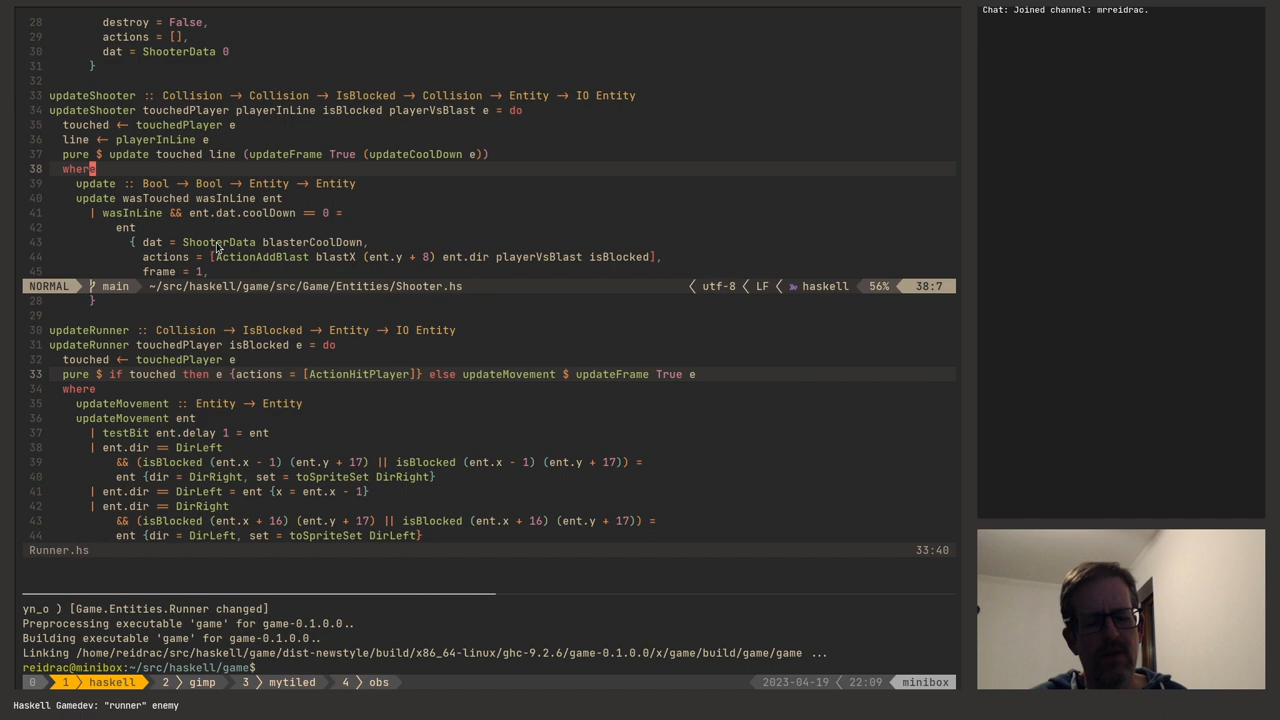 Chat: Joined channel: mrreidrac.
28         destroy = False,
29         actions = [],
30         dat = ShooterData 0
31       }
32
33 updateShooter :: Collision → Collision → IsBlocked → Collision → Entity → IO Entity
34 updateShooter touchedPlayer playerInLine isBlocked playerVsBlast e = do
35   touched ← touchedPlayer e
36   line ← playerInLine e
37   pure $ update touched line (updateFrame True (updateCoolDown e))
38   where
39     update :: Bool → Bool → Entity → Entity
40     update wasTouched wasInLine ent
41       | wasInLine && ent.dat.coolDown == 0 =
42           ent
43             { dat = ShooterData blasterCoolDown,
44               actions = [ActionAddBlast blastX (ent.y + 8) ent.dir playerVsBlast isBlocked],
45               frame = 1,
NORMAL main ~/src/haskell/game/src/Game/Entities/Shooter.hs utf-8 LF haskell 56% 38:7
28       }
29
30 updateRunner :: Collision → IsBlocked → Entity → IO Entity
31 updateRunner touchedPlayer isBlocked e = do
32   touched ← touchedPlayer e
33   pure $ if touched then e {actions = [ActionHitPlayer]} else updateMovement $ updateFrame True e
34   where
35     updateMovement :: Entity → Entity
36     updateMovement ent
37       | testBit ent.delay 1 = ent
38       | ent.dir == DirLeft
39           && (isBlocked (ent.x - 1) (ent.y + 17) || isBlocked (ent.x - 1) (ent.y + 17)) =
40           ent {dir = DirRight, set = toSpriteSet DirRight}
41       | ent.dir == DirLeft = ent {x = ent.x - 1}
42       | ent.dir == DirRight
43           && (isBlocked (ent.x + 16) (ent.y + 17) || isBlocked (ent.x + 16) (ent.y + 17)) =
44           ent {dir = DirLeft, set = toSpriteSet DirLeft}
Runner.hs 33:40
yn_o ) [Game.Entities.Runner changed]
Preprocessing executable 'game' for game-0.1.0.0..
Building executable 'game' for game-0.1.0.0..
Linking /home/reidrac/src/haskell/game/dist-newstyle/build/x86_64-linux/ghc-9.2.6/game-0.1.0.0/x/game/build/game/game ...
reidrac@minibox:~/src/haskell/game$
0 1 haskell 2 gimp 3 mytiled 4 obs 2023-04-19 22:09 minibox
Haskell Gamedev: "runner" enemy